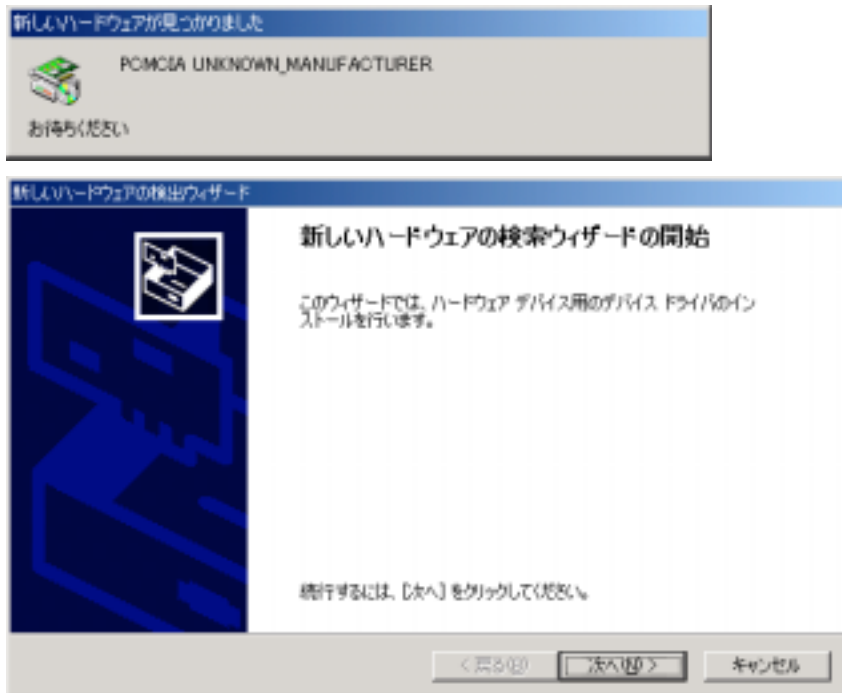 新しいハードウェアが見つかりました
PCMCIA UNKNOWN_MANUFACTURER
お待ちください
新しいハードウェアの検出ウィザード
新しいハードウェアの検索ウィザードの開始
このウィザードでは、ハードウェア デバイス用のデバイス ドライバのイン
ストールを行います。
続行するには、[次へ] をクリックしてください。
< 戻る(B)
次へ(N) >
キャンセル